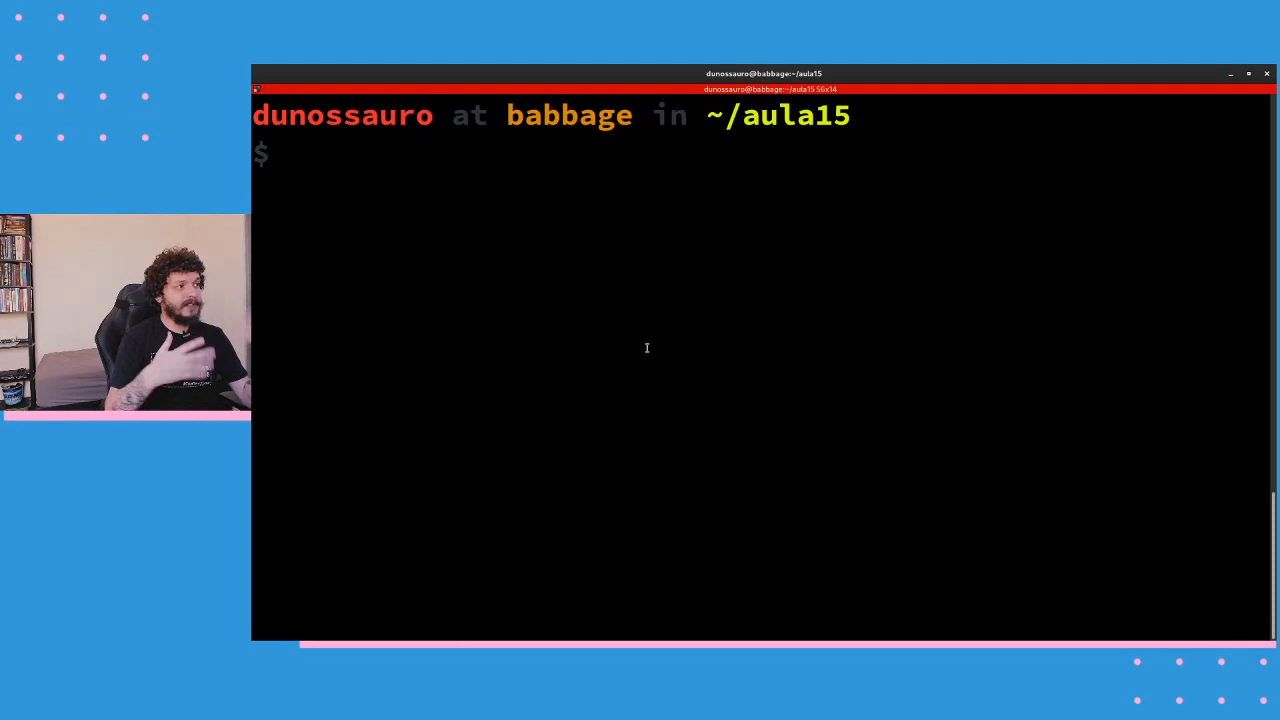 dunossauro@babbage:~/aula15
dunossauro@babbage:~/aula15 56x14
dunossauro at babbage in ~/aula15
$